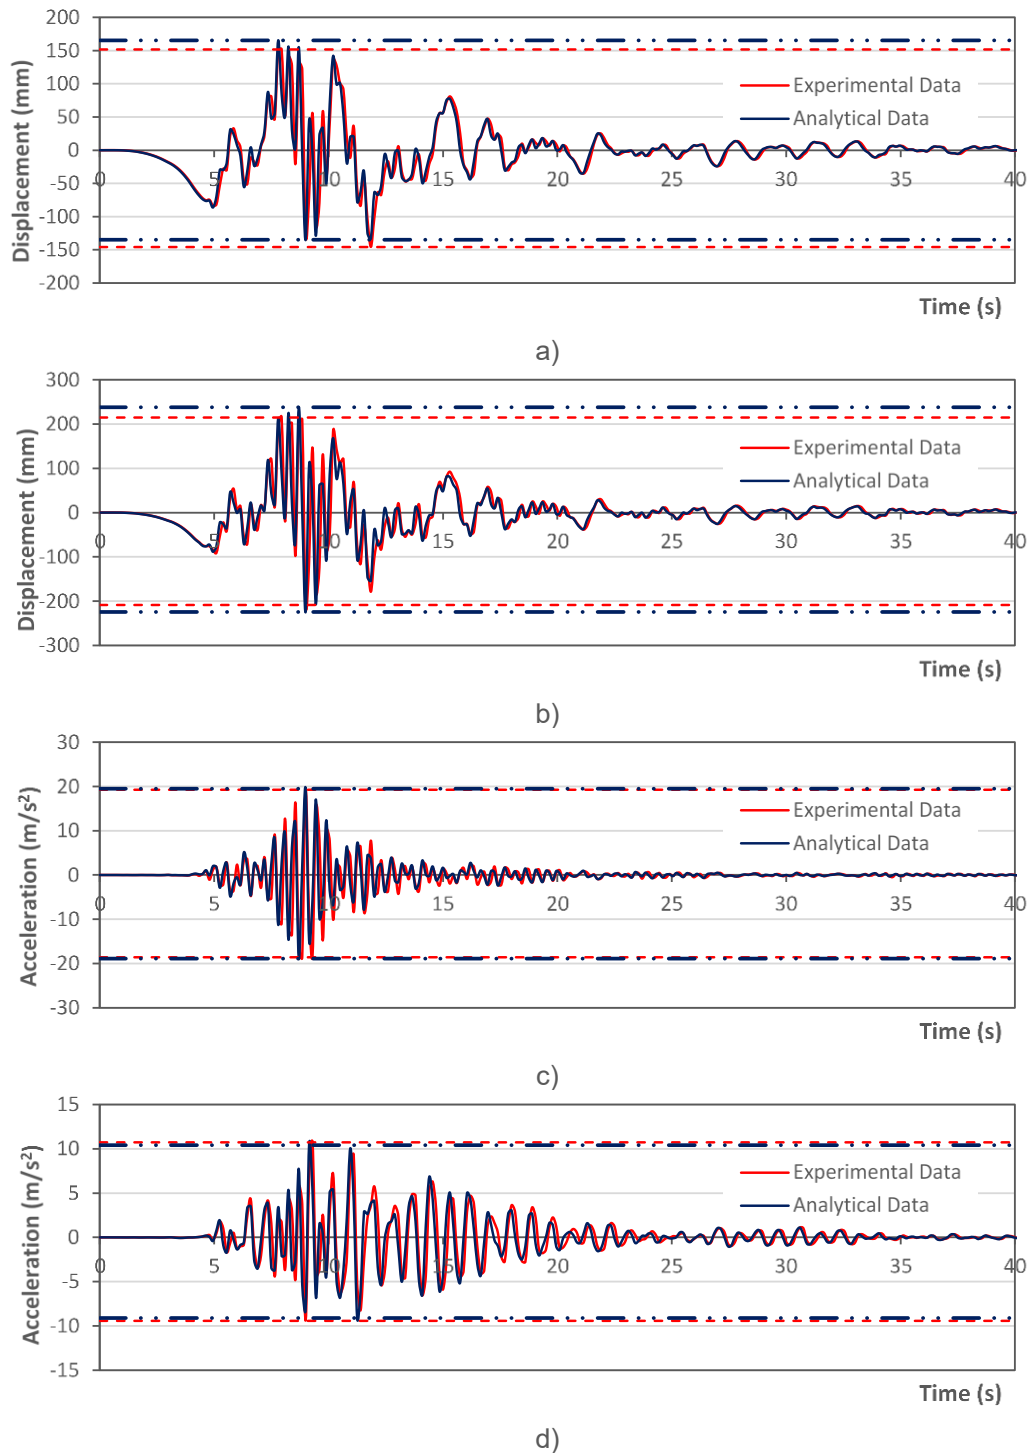 200
150
100
50
0
-50
-100
-150
-200
Displacement (mm)
0 5 10 15 20 25 30 35 40
Experimental Data
Analytical Data
Time (s)
a)
300
200
100
0
-100
-200
-300
Displacement (mm)
0 5 10 15 20 25 30 35 40
Experimental Data
Analytical Data
Time (s)
b)
30
20
10
0
-10
-20
-30
Acceleration (m/s²)
0 5 10 15 20 25 30 35 40
Experimental Data
Analytical Data
Time (s)
c)
15
10
5
0
-5
-10
-15
Acceleration (m/s²)
0 5 10 15 20 25 30 35 40
Experimental Data
Analytical Data
Time (s)
d)